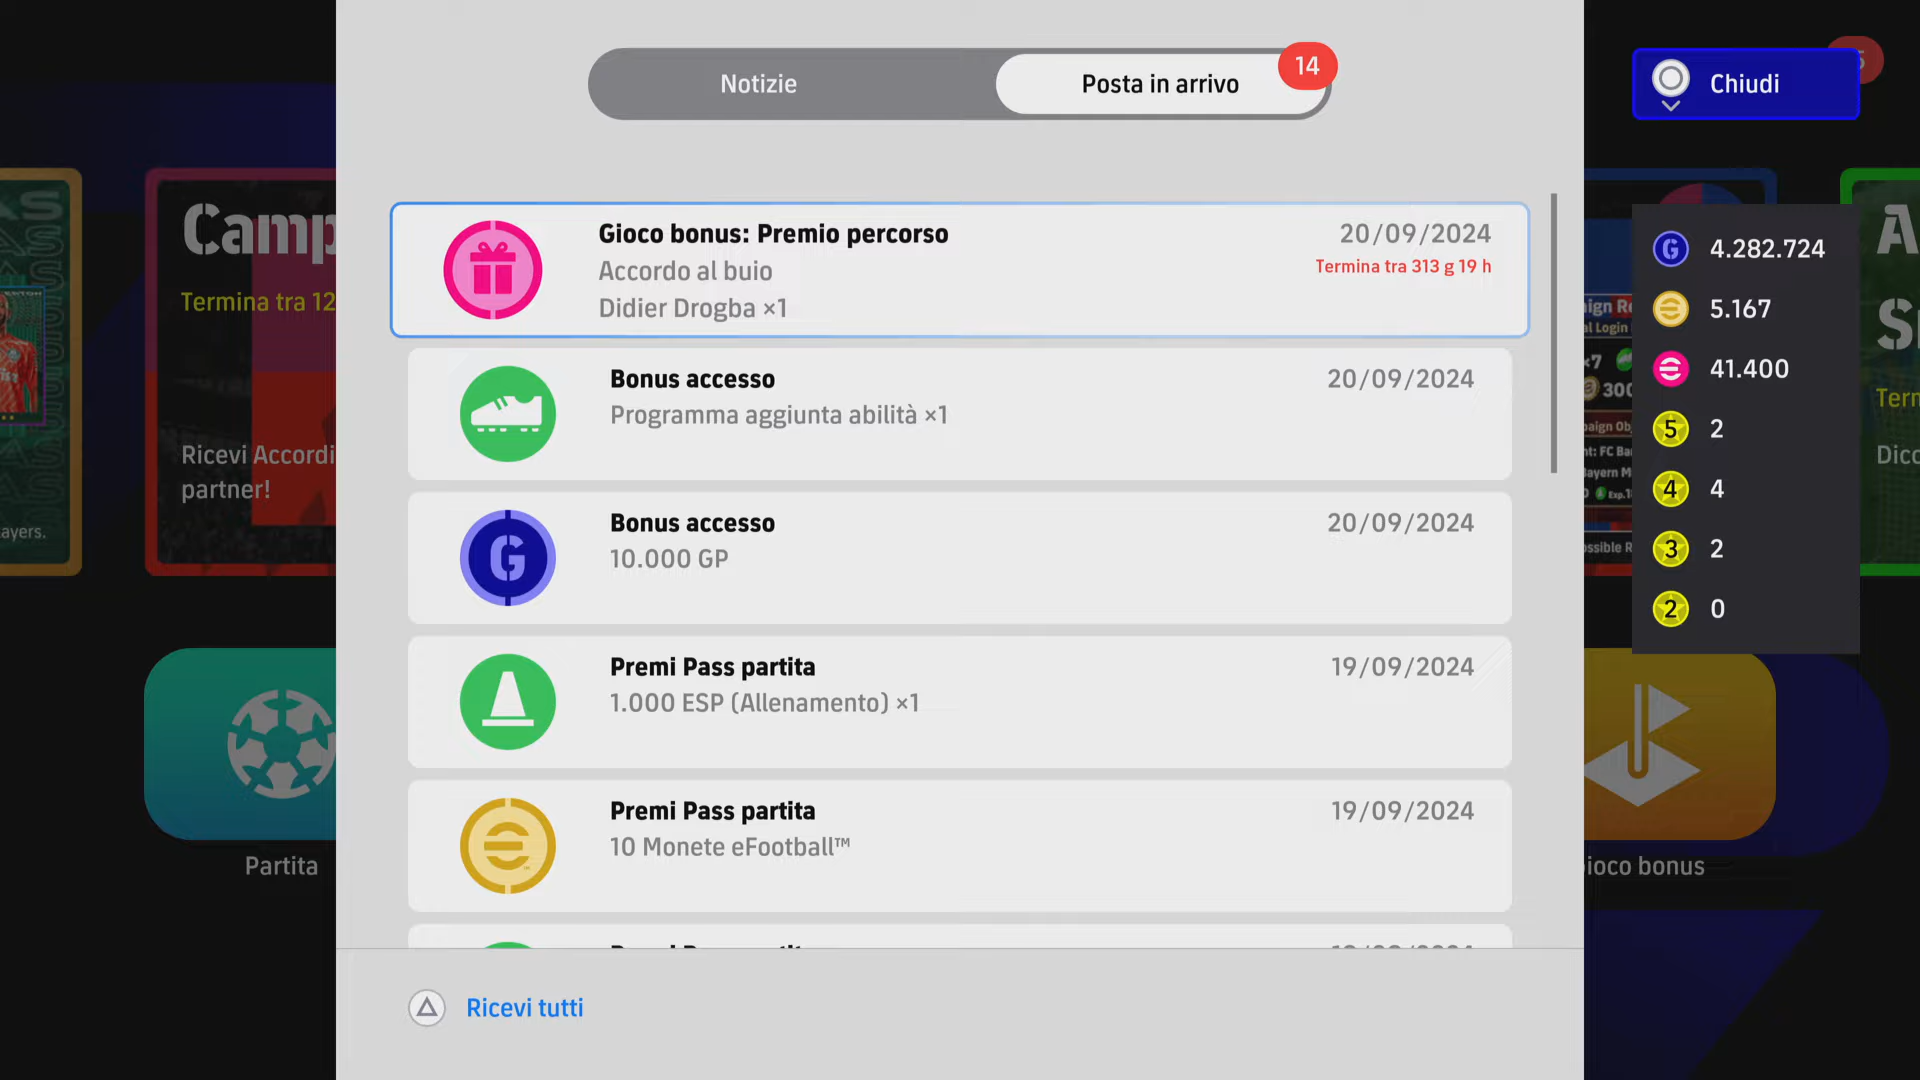 Notizie
Posta in arrivo
14
Chiudi
Gioco bonus: Premio percorso
20/09/2024
Accordo al buio
Termina tra 313 g 19 h
Didier Drogba ×1
Bonus accesso
20/09/2024
Programma aggiunta abilità ×1
Bonus accesso
20/09/2024
10.000 GP
Premi Pass partita
19/09/2024
1.000 ESP (Allenamento) ×1
Premi Pass partita
19/09/2024
10 Monete eFootball™
Ricevi tutti
G 4.282.724
5.167
41.400
5 2
4 4
3 2
2 0
Camp
Termina tra 12
Ricevi Accordi
partner!
ayers.
Partita
ioco bonus